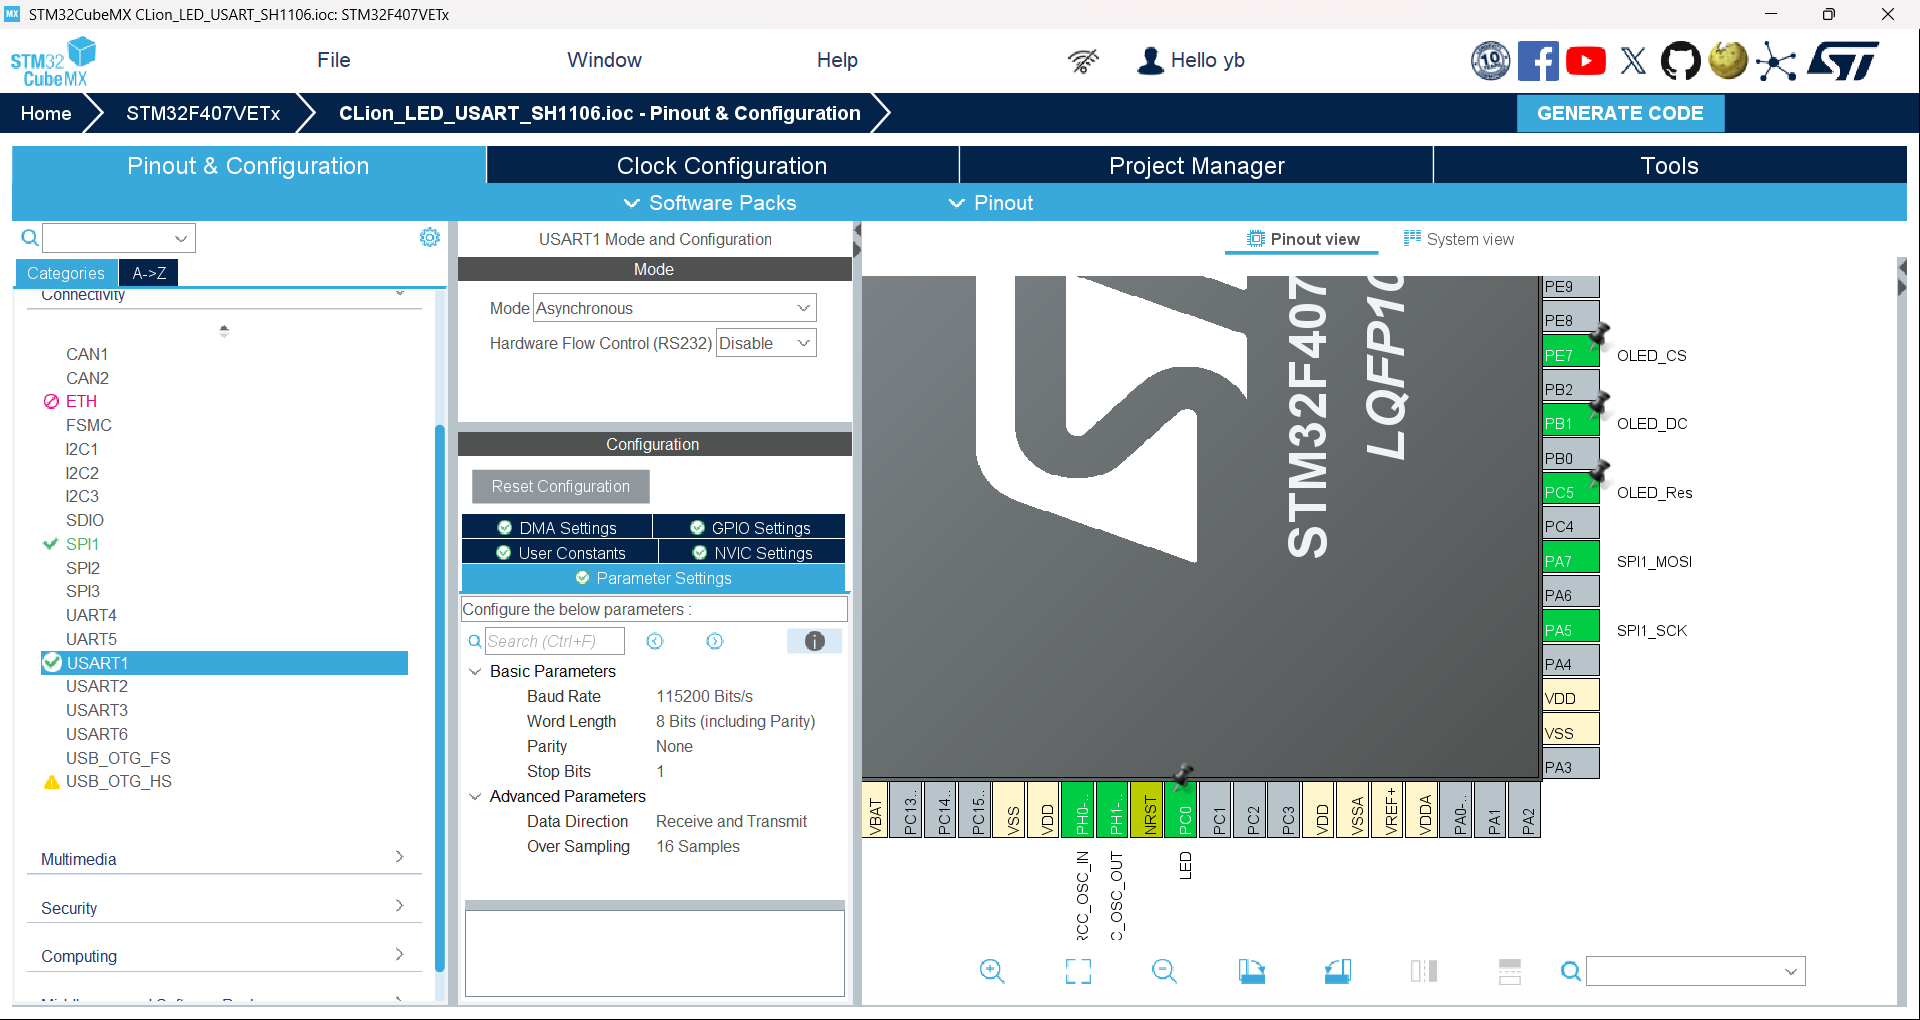 STM32CubeMX CLion_LED_USART_SH1106.ioc: STM32F407VETx
STM32
CubeMX
File
Window
Help
Hello yb
10
Home
STM32F407VETx
CLion_LED_USART_SH1106.ioc - Pinout & Configuration
GENERATE CODE
Pinout & Configuration
Clock Configuration
Project Manager
Tools
Software Packs
Pinout
Categories
A->Z
Connectivity
CAN1
CAN2
ETH
FSMC
I2C1
I2C2
I2C3
SDIO
SPI1
SPI2
SPI3
UART4
UART5
USART1
USART2
USART3
USART6
USB_OTG_FS
USB_OTG_HS
Multimedia
Security
Computing
USART1 Mode and Configuration
Mode
Mode Asynchronous
Hardware Flow Control (RS232) Disable
Configuration
Reset Configuration
DMA Settings
GPIO Settings
User Constants
NVIC Settings
Parameter Settings
Configure the below parameters :
Search (Ctrl+F)
Basic Parameters
Baud Rate 115200 Bits/s
Word Length 8 Bits (including Parity)
Parity None
Stop Bits 1
Advanced Parameters
Data Direction Receive and Transmit
Over Sampling 16 Samples
Pinout view
System view
STM32F407
LQFP10
PE9
PE8
PE7 OLED_CS
PB2
PB1 OLED_DC
PB0
PC5 OLED_Res
PC4
PA7 SPI1_MOSI
PA6
PA5 SPI1_SCK
PA4
VDD
VSS
PA3
VBAT
PC13..
PC14..
PC15..
VSS
VDD
PH0-..
PH1-..
NRST
PC0
PC1
PC2
PC3
VDD
VSSA
VREF+
VDDA
PA0-..
PA1
PA2
RCC_OSC_IN
C_OSC_OUT
LED